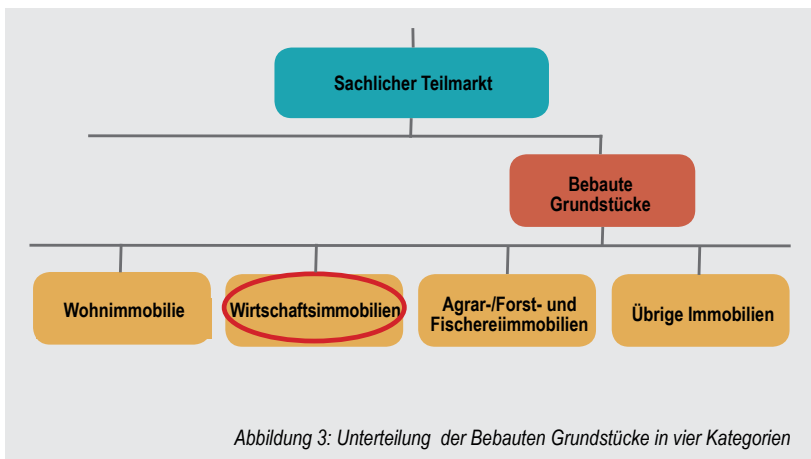 Sachlicher Teilmarkt
Bebaute
Grundstücke
Wohnimmobilie
Wirtschaftsimmobilien
Agrar-/Forst- und
Fischereiimmobilien
Übrige Immobilien
Abbildung 3: Unterteilung der Bebauten Grundstücke in vier Kategorien